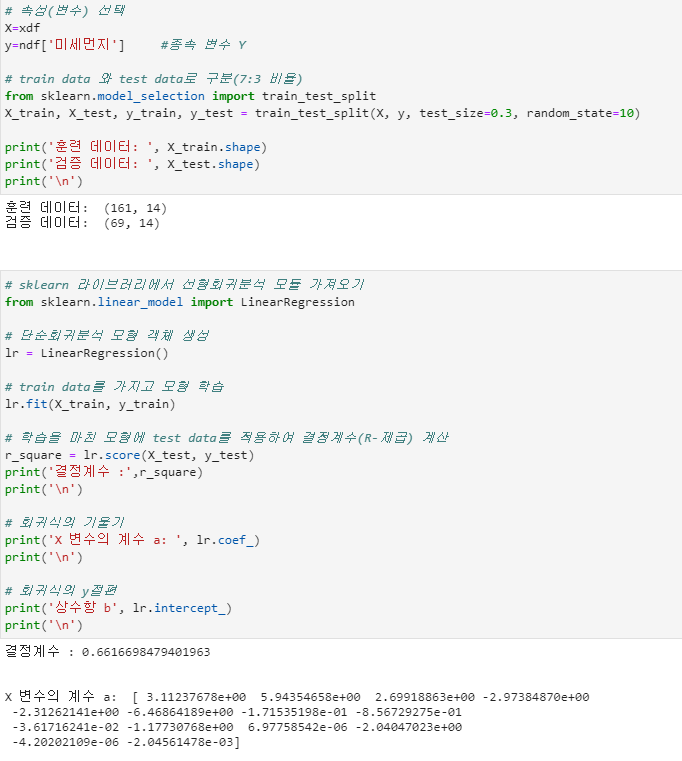 # 속성(변수) 선택
X=xdf
y=ndf['미세먼지']     #종속 변수 Y
# train data 와 test data로 구분(7:3 비율)
from sklearn.model_selection import train_test_split
X_train, X_test, y_train, y_test = train_test_split(X, y, test_size=0.3, random_state=10)
print('훈련 데이터: ', X_train.shape)
print('검증 데이터: ', X_test.shape)
print('\n')
훈련 데이터:  (161, 14)
검증 데이터:  (69, 14)
# sklearn 라이브러리에서 선형회귀분석 모듈 가져오기
from sklearn.linear_model import LinearRegression
# 단순회귀분석 모형 객체 생성
lr = LinearRegression()
# train data를 가지고 모형 학습
lr.fit(X_train, y_train)
# 학습을 마친 모형에 test data를 적용하여 결정계수(R-제곱) 계산
r_square = lr.score(X_test, y_test)
print('결정계수 :',r_square)
print('\n')
# 회귀식의 기울기
print('X 변수의 계수 a: ', lr.coef_)
print('\n')
# 회귀식의 y절편
print('상수항 b', lr.intercept_)
print('\n')
결정계수 : 0.6616698479401963
X 변수의 계수 a:  [ 3.11237678e+00  5.94354658e+00  2.69918863e+00 -2.97384870e+00
 -2.31262141e+00 -6.46864189e+00 -1.71535198e-01 -8.56729275e-01
 -3.61716241e-02 -1.17730768e+00  6.97758542e-06 -2.04047023e+00
 -4.20202109e-06 -2.04561478e-03]